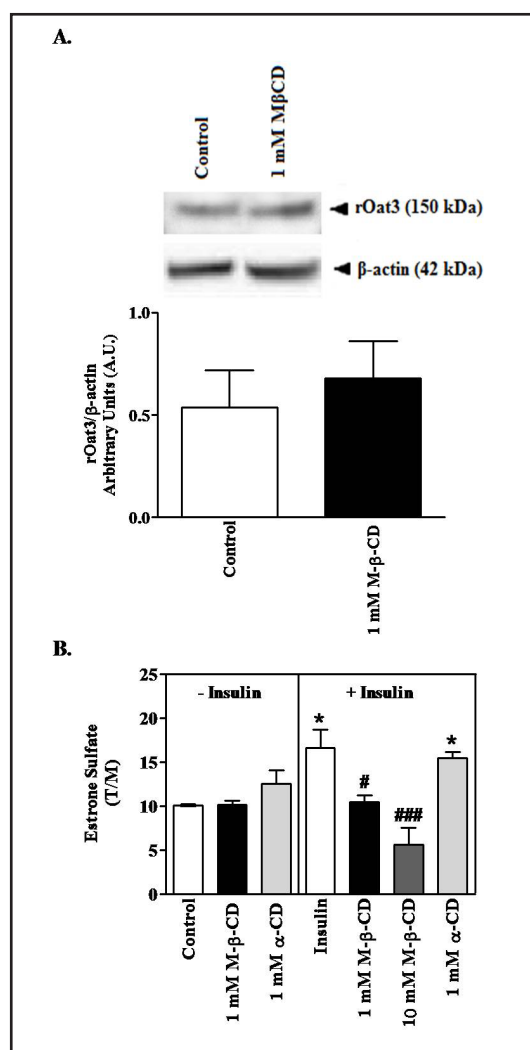 A.
Control
1 mM MβCD
◄ rOat3 (150 kDa)
◄ β-actin (42 kDa)
rOat3/β-actin
Arbitrary Units (A.U.)
1.0
0.5
0.0
Control
1 mM M-β-CD
B.
Estrone Sulfate
(T/M)
25
20
15
10
5
0
- Insulin
+ Insulin
*
#
###
*
Control
1 mM M-β-CD
1 mM α-CD
Insulin
1 mM M-β-CD
10 mM M-β-CD
1 mM α-CD